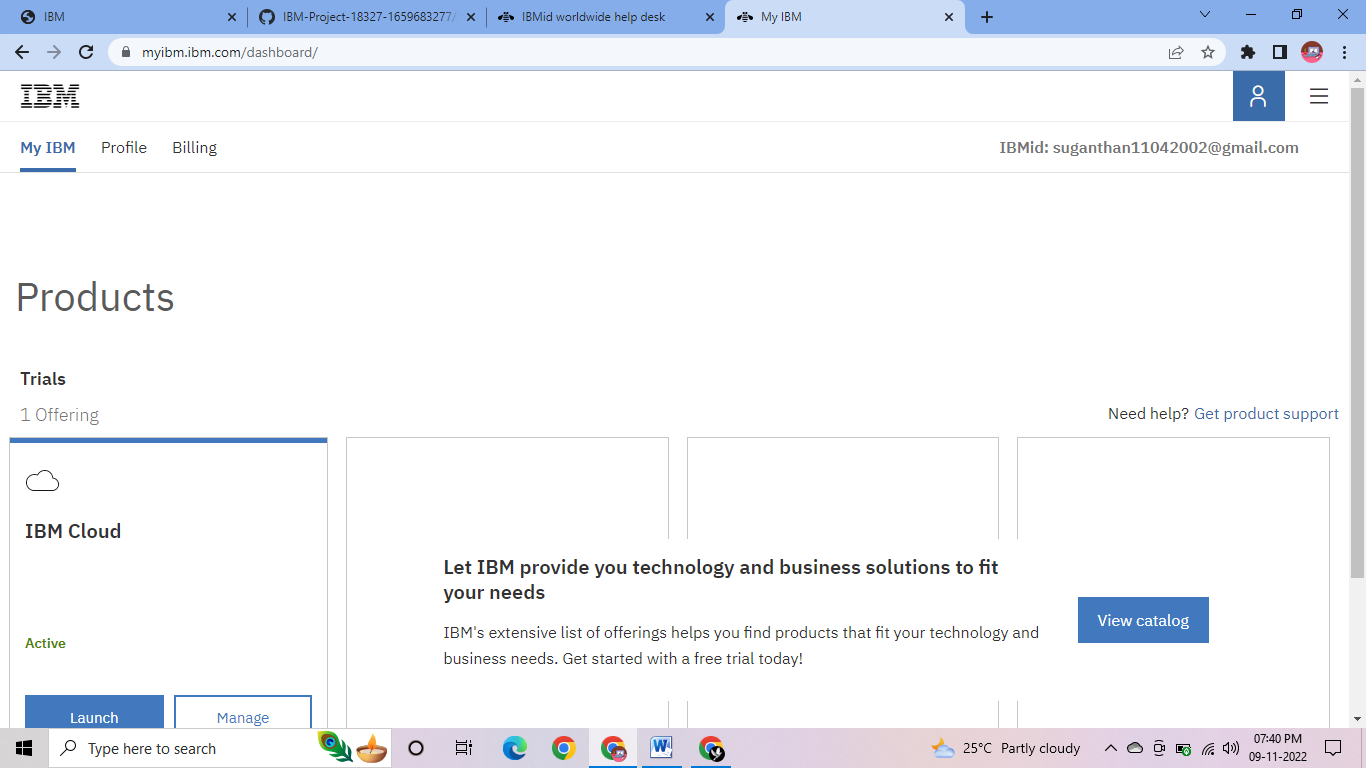 IBM
IBM-Project-18327-1659683277/
IBMid worldwide help desk
My IBM
myibm.ibm.com/dashboard/
IBM
My IBM
Profile
Billing
IBMid: suganthan11042002@gmail.com
Products
Trials
1 Offering
Need help? Get product support
IBM Cloud
Let IBM provide you technology and business solutions to fit
your needs
IBM's extensive list of offerings helps you find products that fit your technology and
business needs. Get started with a free trial today!
View catalog
Active
Launch
Manage
Type here to search
25°C Partly cloudy
07:40 PM
09-11-2022